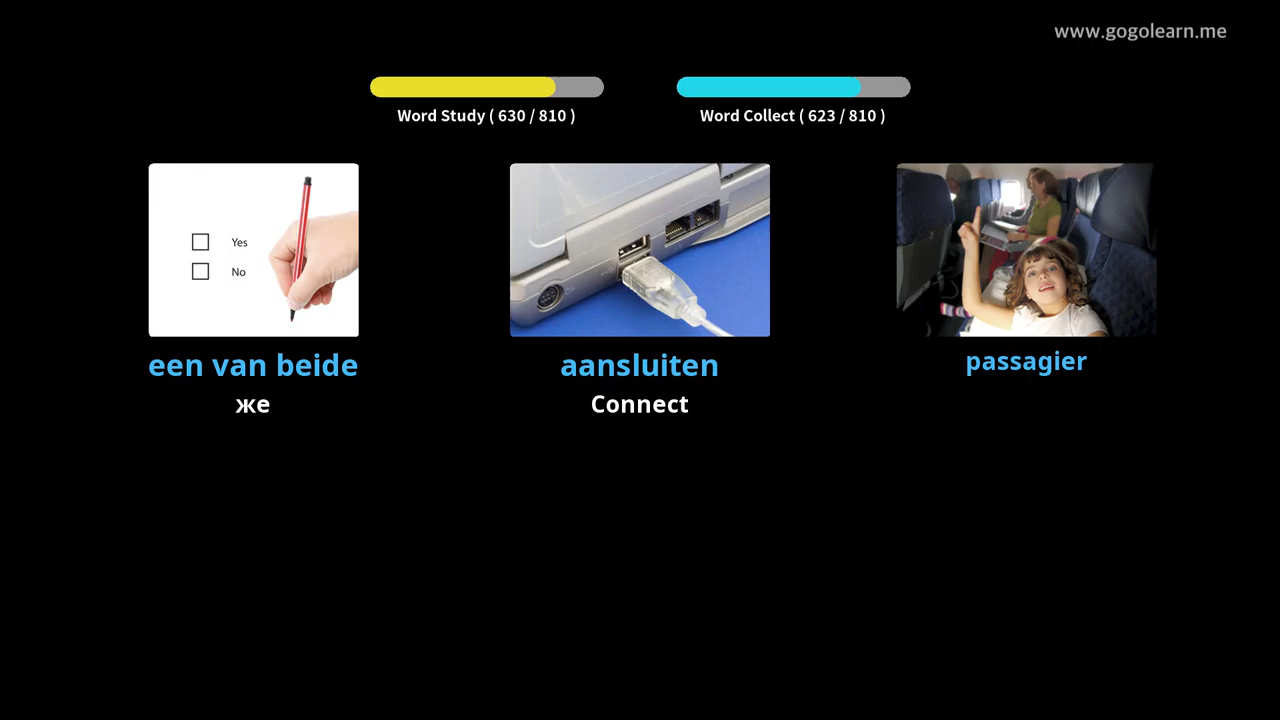 www.gogolearn.me
Word Study ( 630 / 810 )
Word Collect ( 623 / 810 )
Yes
No
een van beide
же
aansluiten
Connect
passagier